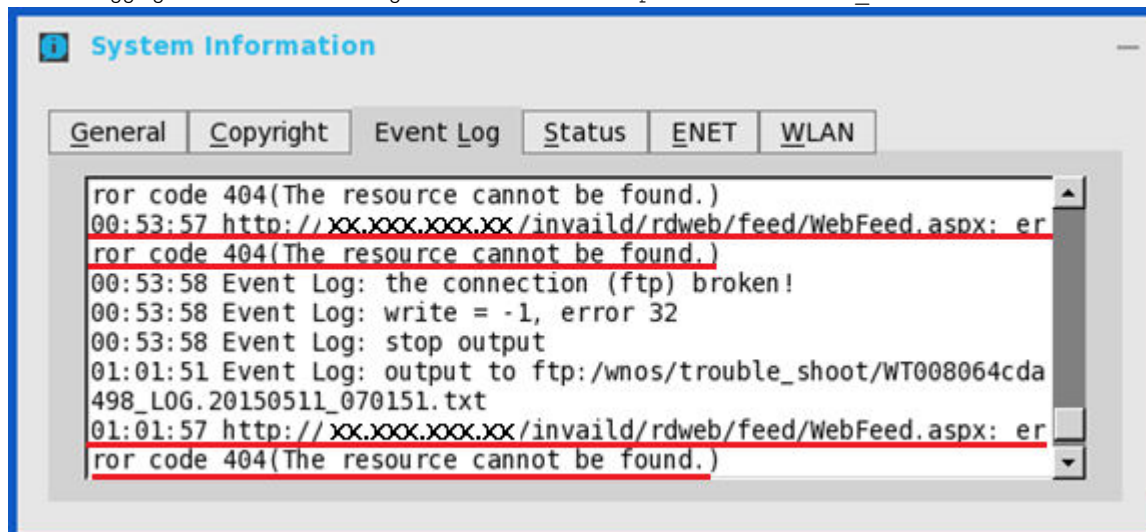 System Information
General Copyright Event Log Status ENET WLAN
ror code 404(The resource cannot be found.)
00:53:57 http://XX.XXX.XXX.XX/invaild/rdweb/feed/WebFeed.aspx: er
ror code 404(The resource cannot be found.)
00:53:58 Event Log: the connection (ftp) broken!
00:53:58 Event Log: write = -1, error 32
00:53:58 Event Log: stop output
01:01:51 Event Log: output to ftp:/wnos/trouble_shoot/WT008064cda
498_LOG.20150511_070151.txt
01:01:57 http://XX.XXX.XXX.XX/invaild/rdweb/feed/WebFeed.aspx: er
ror code 404(The resource cannot be found.)